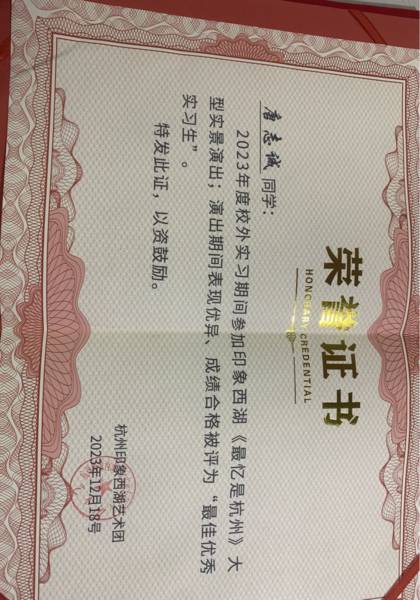 荣誉证书
HONORARY CREDENTIAL
唐志诚 同学：
2023年度校外实习期间参加印象西湖《最忆是杭州》大
型实景演出；演出期间表现优异、成绩合格被评为“最佳优秀
实习生”。
特发此证，以资鼓励。
杭州印象西湖艺术团
2023年12月18号